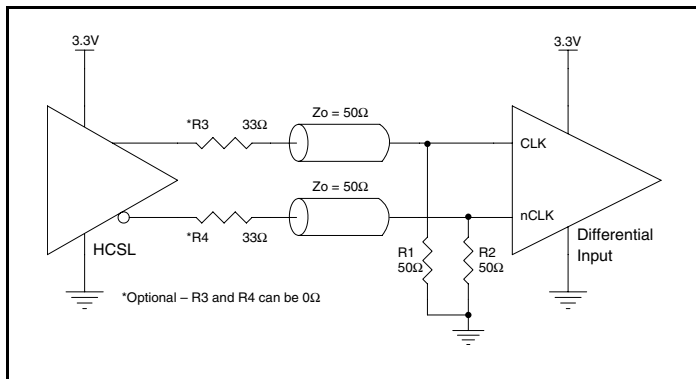 3.3V
3.3V
*R3
33Ω
Zo = 50Ω
CLK
Zo = 50Ω
nCLK
*R4
33Ω
HCSL
R1
50Ω
R2
50Ω
Differential
Input
*Optional – R3 and R4 can be 0Ω